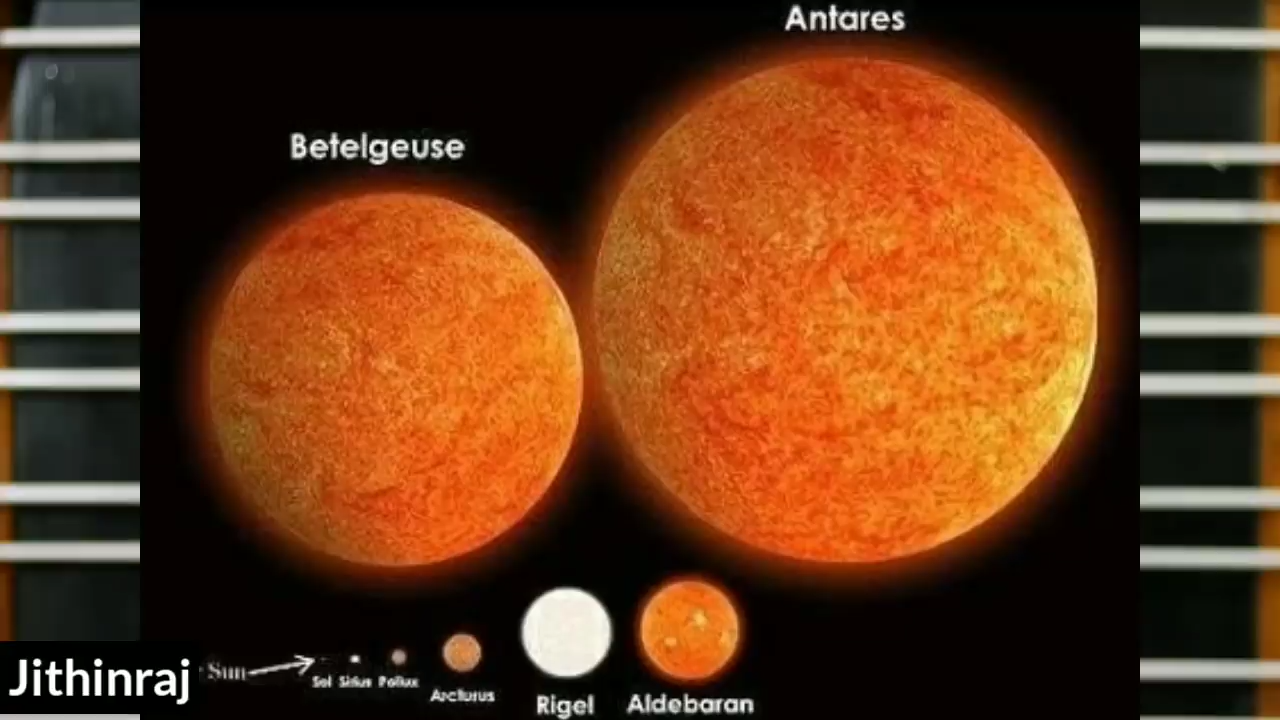 Antares
Betelgeuse
Sun
Sol Sirius Pollux
Arcturus
Rigel
Aldebaran
Jithinraj